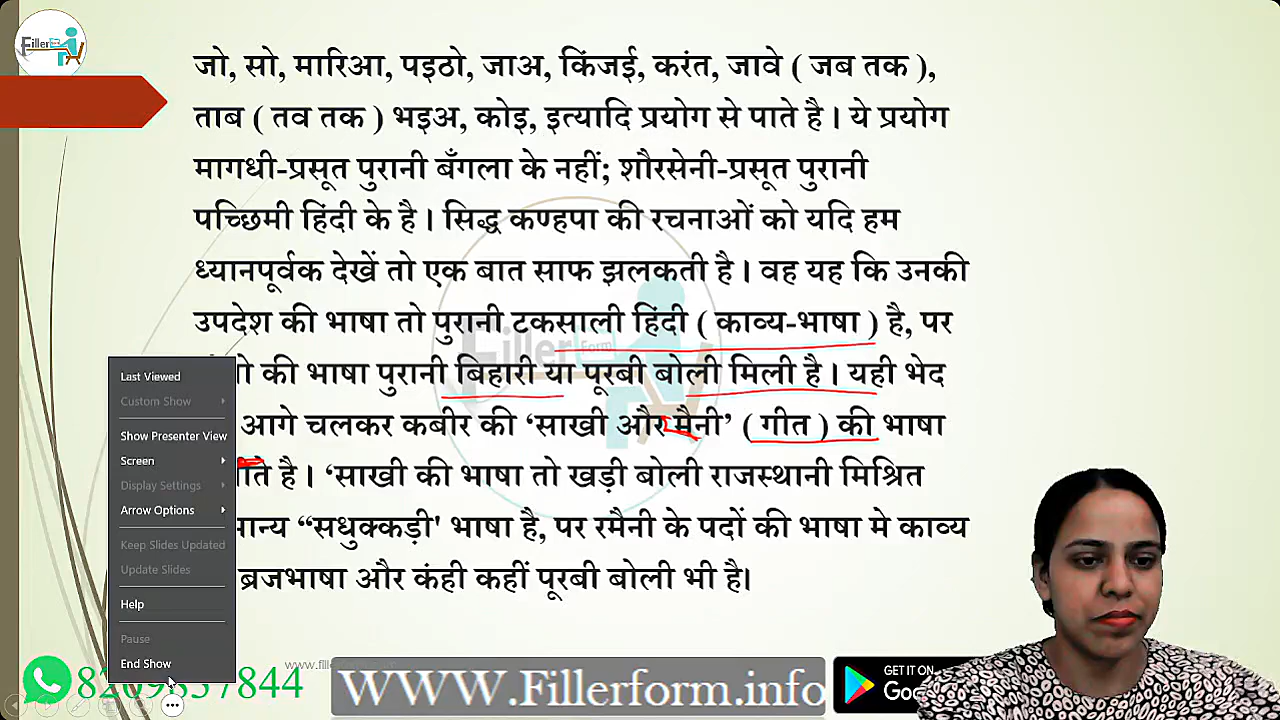 Filler
जो, सो, मारिआ, पइठो, जाअ, किंजई, करंत, जावे ( जब तक ),
ताब ( तव तक ) भइअ, कोइ, इत्यादि प्रयोग से पाते है । ये प्रयोग
मागधी-प्रसूत पुरानी बँगला के नहीं; शौरसेनी-प्रसूत पुरानी
पच्छिमी हिंदी के है । सिद्ध कण्हपा की रचनाओं को यदि हम
ध्यानपूर्वक देखें तो एक बात साफ झलकती है । वह यह कि उनकी
उपदेश की भाषा तो पुरानी टकसाली हिंदी ( काव्य-भाषा ) है, पर
की भाषा पुरानी बिहारी या पूरबी बोली मिली है । यही भेद
आगे चलकर कबीर की ‘साखी और मैनी’ ( गीत ) की भाषा
है । ‘साखी की भाषा तो खड़ी बोली राजस्थानी मिश्रित
“सधुक्कड़ी' भाषा है, पर रमैनी के पदों की भाषा मे काव्य
ब्रजभाषा और कंही कहीं पूरबी बोली भी है।
Filler Form
Last Viewed
Custom Show
Show Presenter View
Screen
Display Settings
Arrow Options
Keep Slides Updated
Update Slides
Help
Pause
End Show
www.fil
WWW.Fillerform.info
GET IT ON